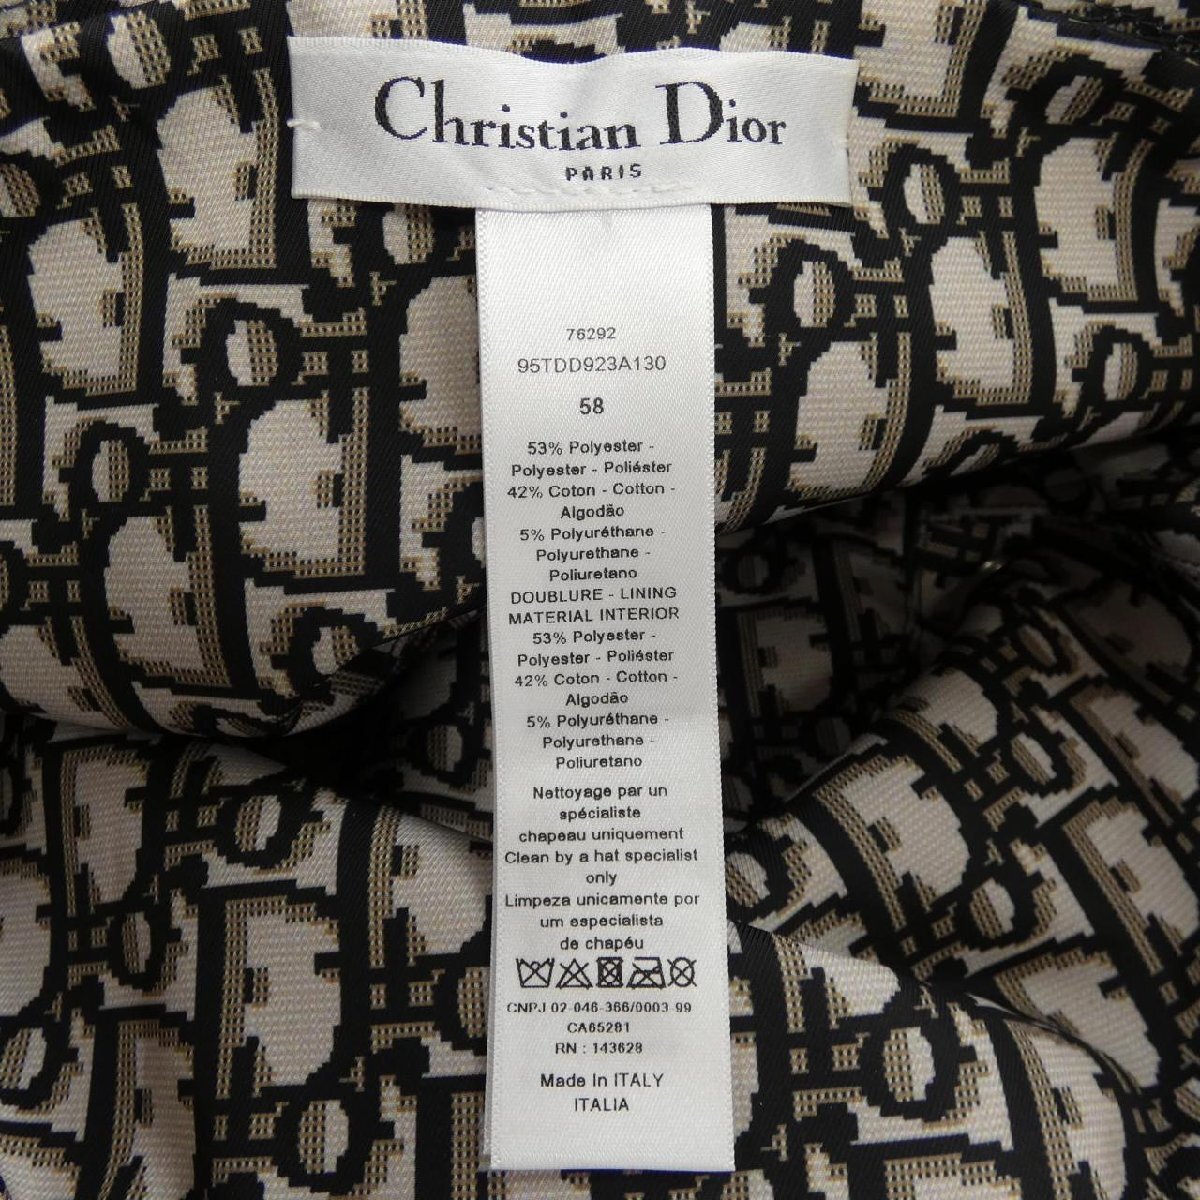 Christian Dior
PARIS
76292
95TDD923A130
58
53% Polyester -
Polyester - Poliéster
42% Coton - Cotton -
Algodão
5% Polyuréthane -
Polyurethane -
Poliuretano
DOUBLURE - LINING
MATERIAL INTERIOR
53% Polyester -
Polyester - Poliéster
42% Coton - Cotton -
Algodão
5% Polyuréthane -
Polyurethane -
Poliuretano
Nettoyage par un
spécialiste
chapeau uniquement
Clean by a hat specialist
only
Limpeza unicamente por
um especialista
de chapéu
CNPJ 02-046-366/0003-99
CA65281
RN : 143628
Made In ITALY
ITALIA